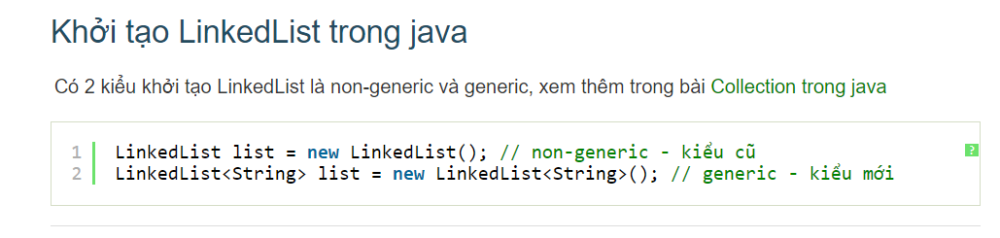 Khởi tạo LinkedList trong java
Có 2 kiểu khởi tạo LinkedList là non-generic và generic, xem thêm trong bài Collection trong java
1 LinkedList list = new LinkedList(); // non-generic - kiểu cũ
?
2 LinkedList<String> list = new LinkedList<String>(); // generic - kiểu mới